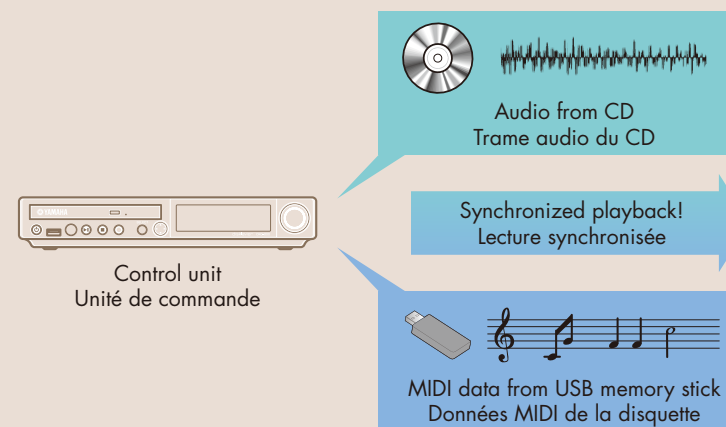 Audio from CD
Trame audio du CD
Synchronized playback!
Lecture synchronisée
YAMAHA
Control unit
Unité de commande
MIDI data from USB memory stick
Données MIDI de la disquette